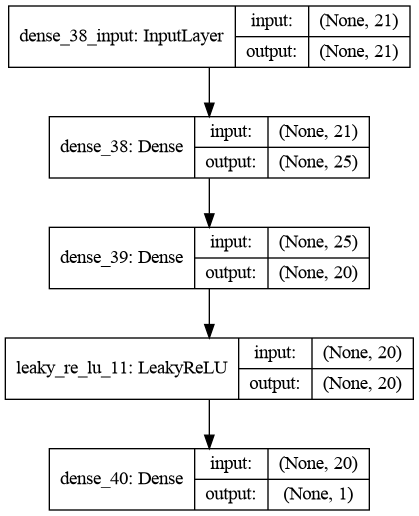 dense_38_input: InputLayer
input: (None, 21)
output: (None, 21)
dense_38: Dense
input: (None, 21)
output: (None, 25)
dense_39: Dense
input: (None, 25)
output: (None, 20)
leaky_re_lu_11: LeakyReLU
input: (None, 20)
output: (None, 20)
dense_40: Dense
input: (None, 20)
output: (None, 1)